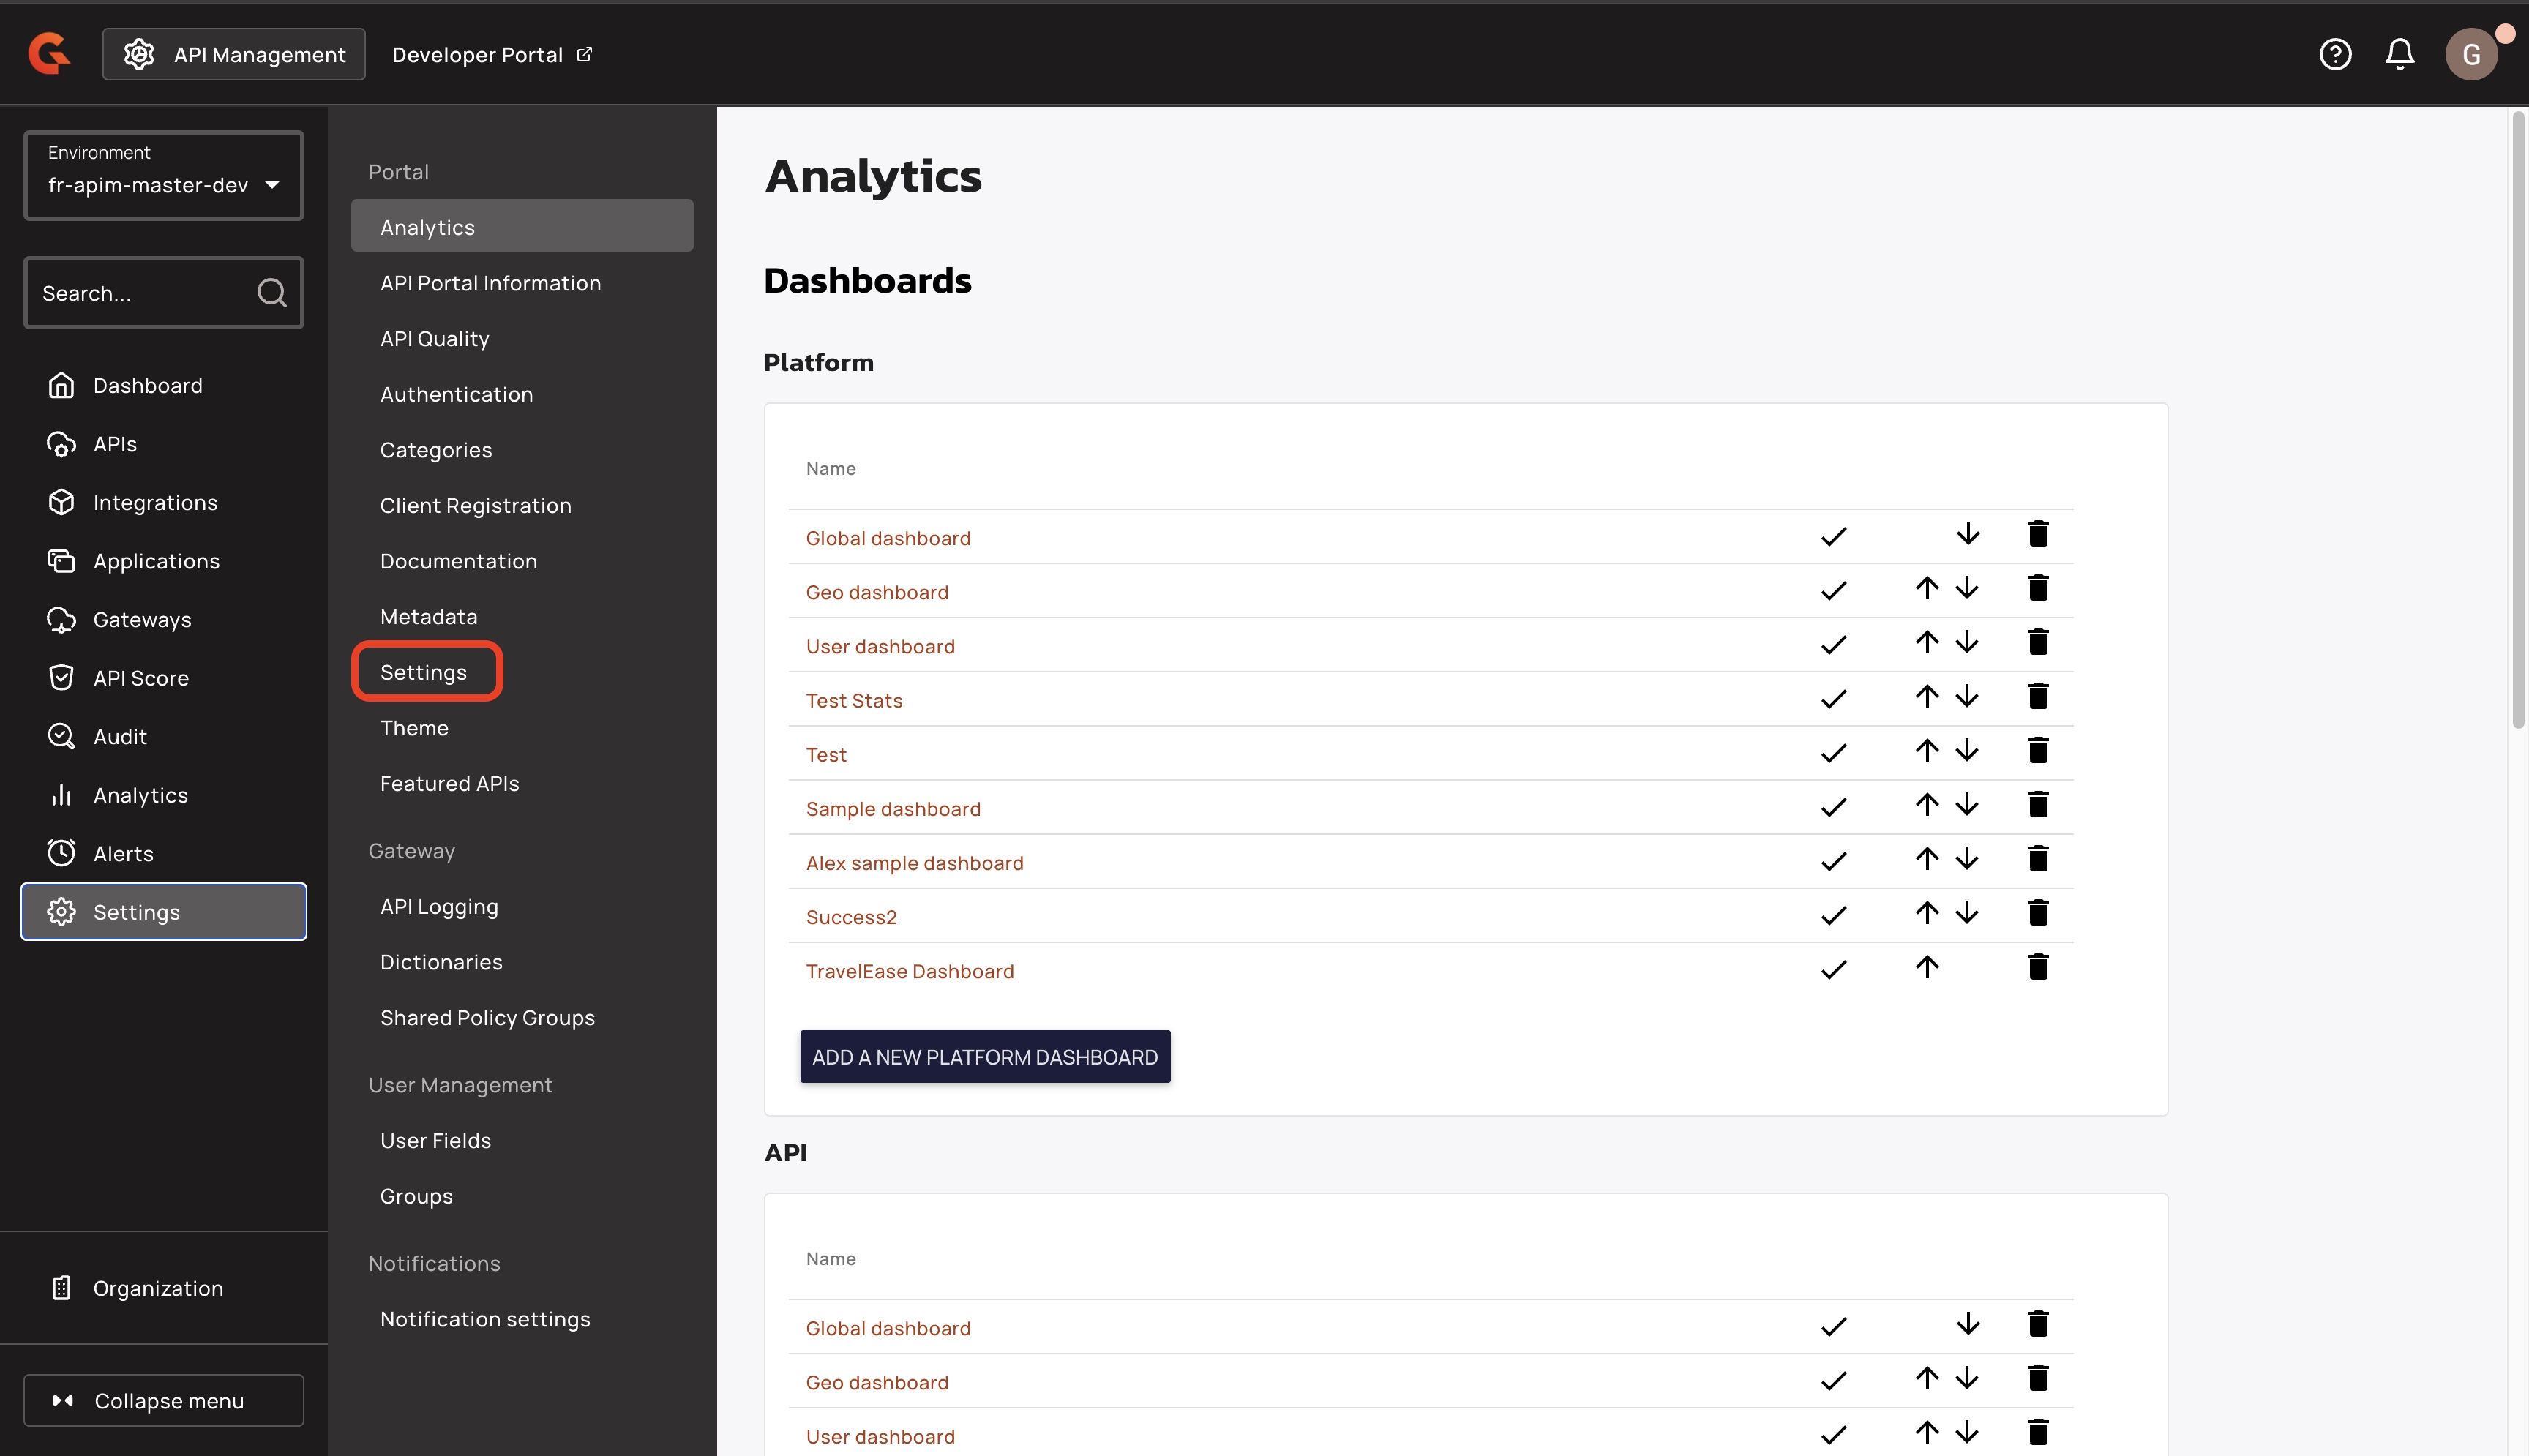 API Management
Developer Portal
G
Environment
fr-apim-master-dev
Search...
Dashboard
APIs
Integrations
Applications
Gateways
API Score
Audit
Analytics
Alerts
Settings
Organization
Collapse menu
Portal
Analytics
API Portal Information
API Quality
Authentication
Categories
Client Registration
Documentation
Metadata
Settings
Theme
Featured APIs
Gateway
API Logging
Dictionaries
Shared Policy Groups
User Management
User Fields
Groups
Notifications
Notification settings
Analytics
Dashboards
Platform
Name
Global dashboard
Geo dashboard
User dashboard
Test Stats
Test
Sample dashboard
Alex sample dashboard
Success2
TravelEase Dashboard
ADD A NEW PLATFORM DASHBOARD
API
Name
Global dashboard
Geo dashboard
User dashboard